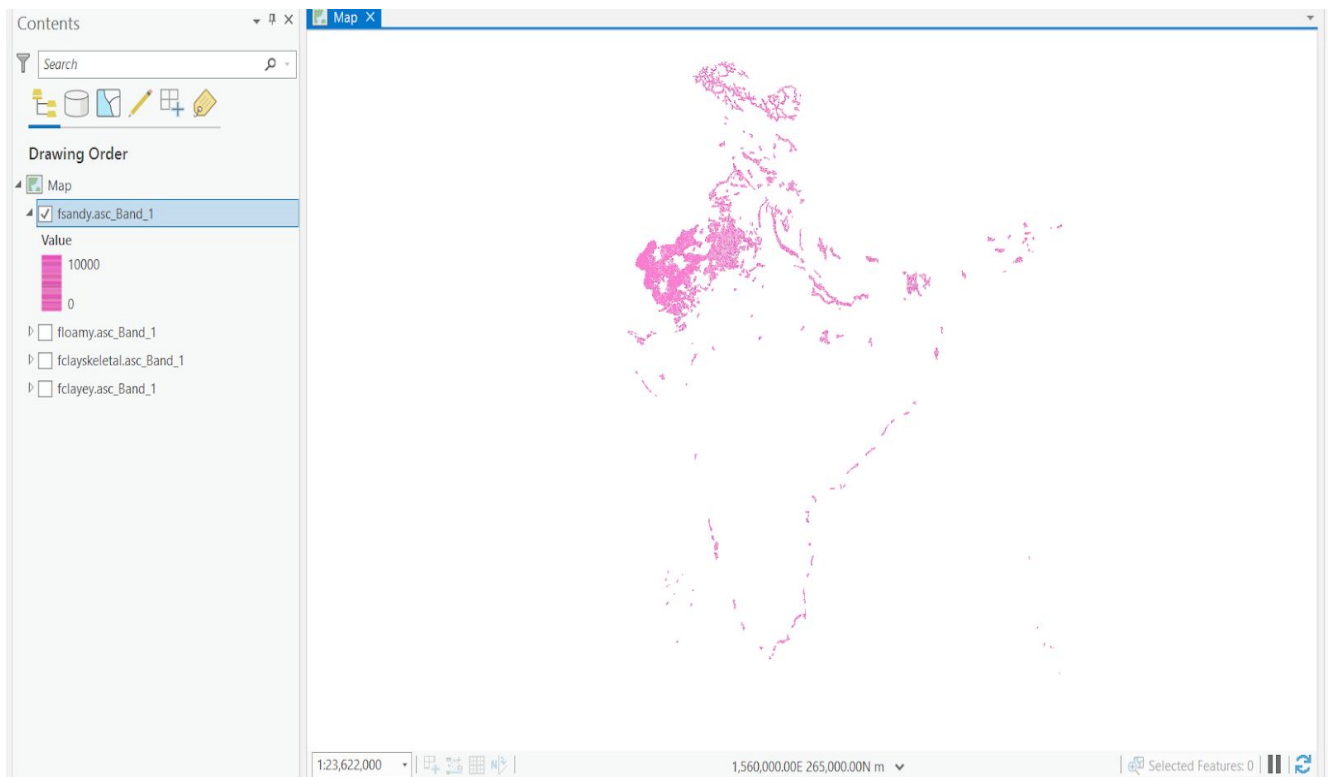 Contents
Map
Search
Drawing Order
Map
fsandy.asc_Band_1
Value
10000
0
floamy.asc_Band_1
fclayskeletal.asc_Band_1
fclayey.asc_Band_1
1:23,622,000
1,560,000.00E 265,000.00N m
Selected Features: 0